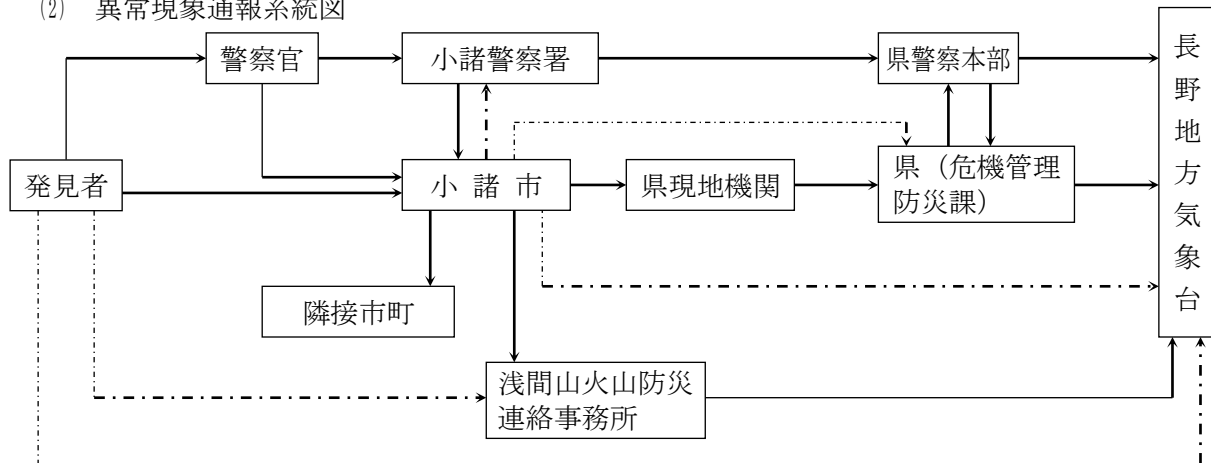 ⑵ 異常現象通報系統図
警察官
小諸警察署
県警察本部
長野地方気象台
発見者
小諸市
県現地機関
県（危機管理
防災課）
隣接市町
浅間山火山防災
連絡事務所